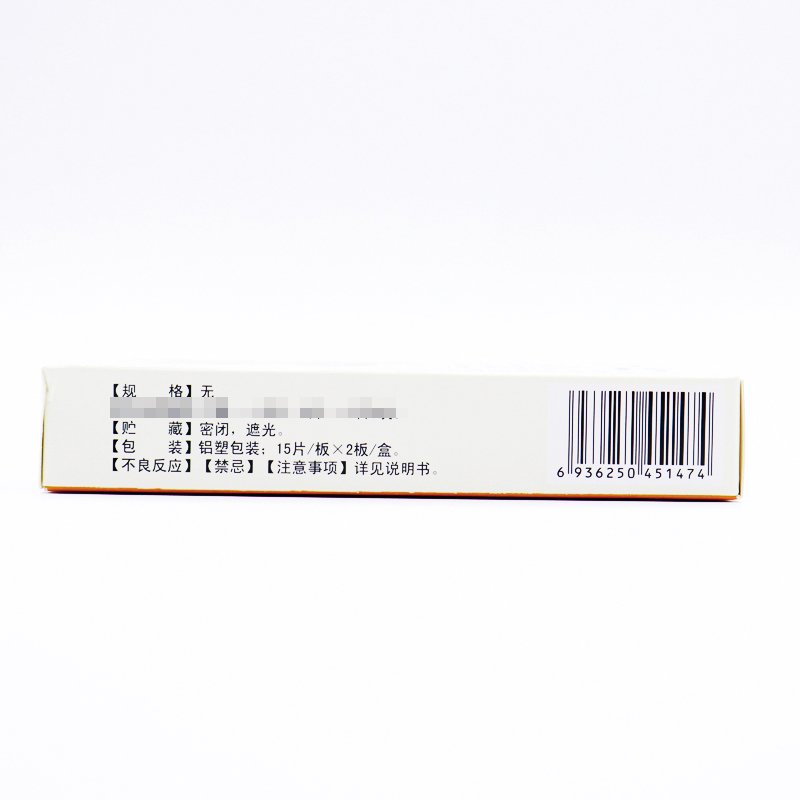 【规　格】无
【贮　藏】密闭，遮光。
【包　装】铝塑包装：15片/板×2板/盒。
【不良反应】【禁忌】【注意事项】详见说明书。
6 936250 451474